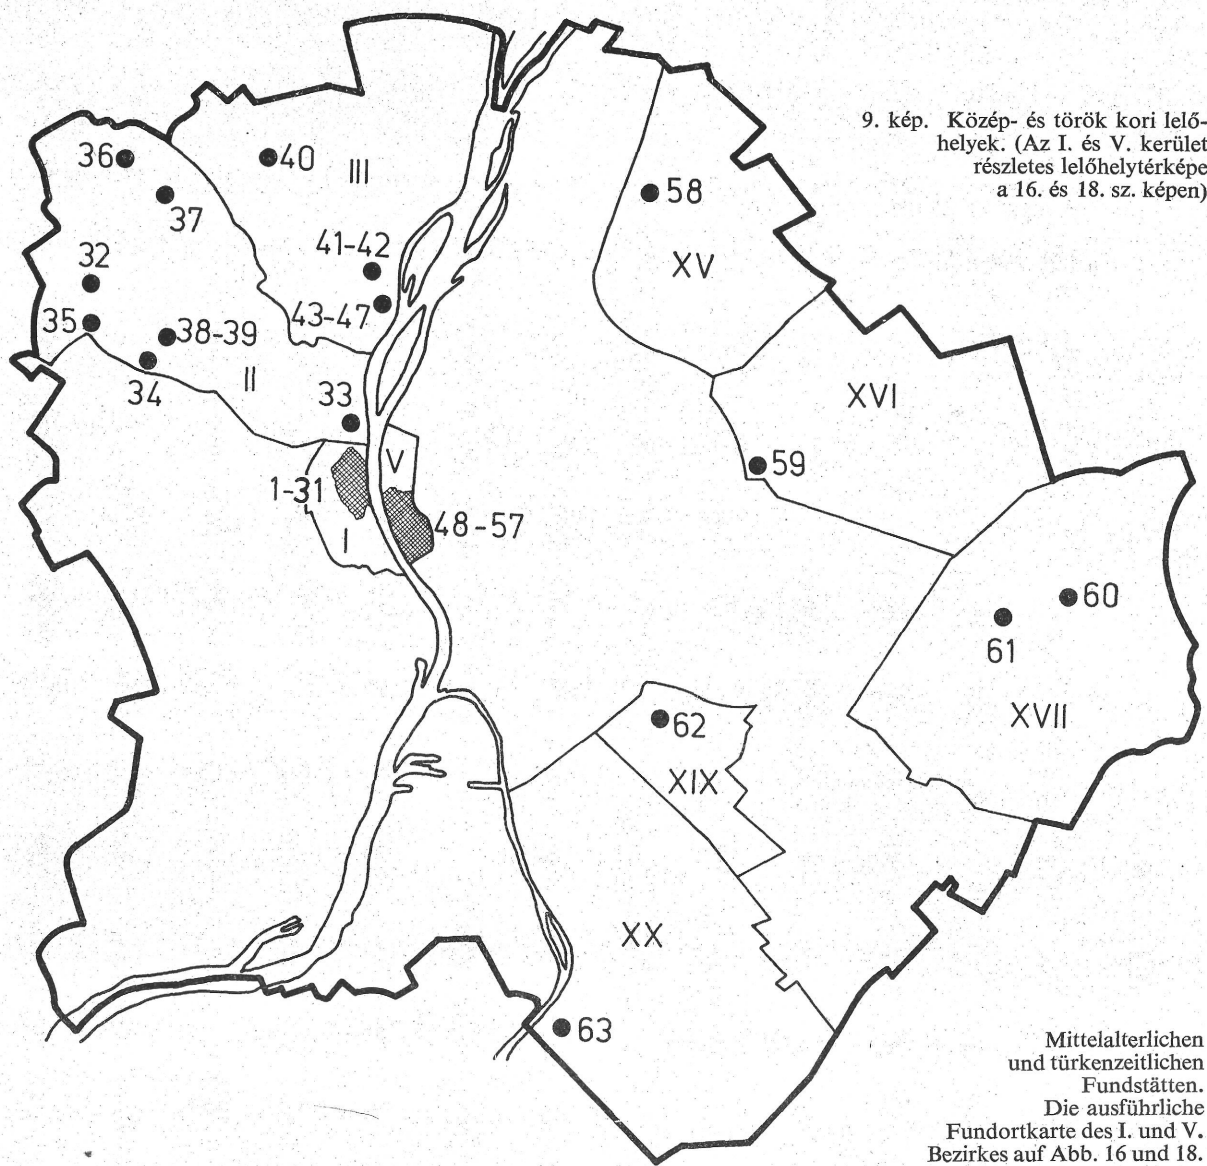 9. kép. Közép- és török kori lelő-
helyek. (Az I. és V. kerület
részletes lelőhelytérképe
a 16. és 18. sz. képen)
36
40
III
37
58
41-42
XV
32
43-47
35
38-39
34
II
33
XVI
V
59
1-31
48-57
I
60
61
XVII
62
XIX
XX
63
Mittelalterlichen
und türkenzeitlichen
Fundstätten.
Die ausführliche
Fundortkarte des I. und V.
Bezirkes auf Abb. 16 und 18.